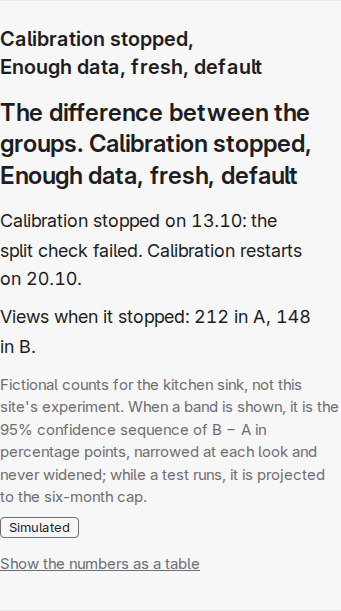 Calibration stopped,
Enough data, fresh, default
The difference between the
groups. Calibration stopped,
Enough data, fresh, default
Calibration stopped on 13.10: the
split check failed. Calibration restarts
on 20.10.
Views when it stopped: 212 in A, 148
in B.
Fictional counts for the kitchen sink, not this
site's experiment. When a band is shown, it is the
95% confidence sequence of B − A in
percentage points, narrowed at each look and
never widened; while a test runs, it is projected
to the six-month cap.
Simulated
Show the numbers as a table